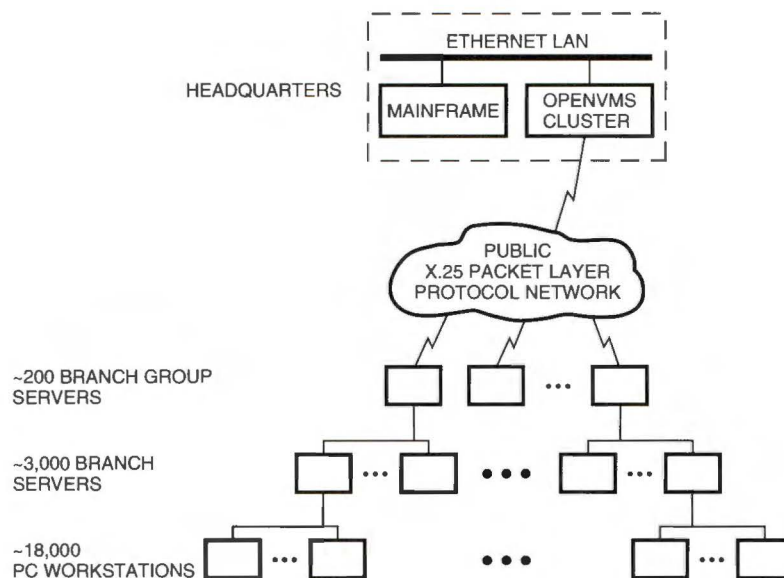 ETHERNET LAN
HEADQUARTERS
MAINFRAME
OPENVMS
CLUSTER
PUBLIC
X.25 PACKET LAYER
PROTOCOL NETWORK
~200 BRANCH GROUP
SERVERS
~3,000 BRANCH
SERVERS
~18,000
PC WORKSTATIONS